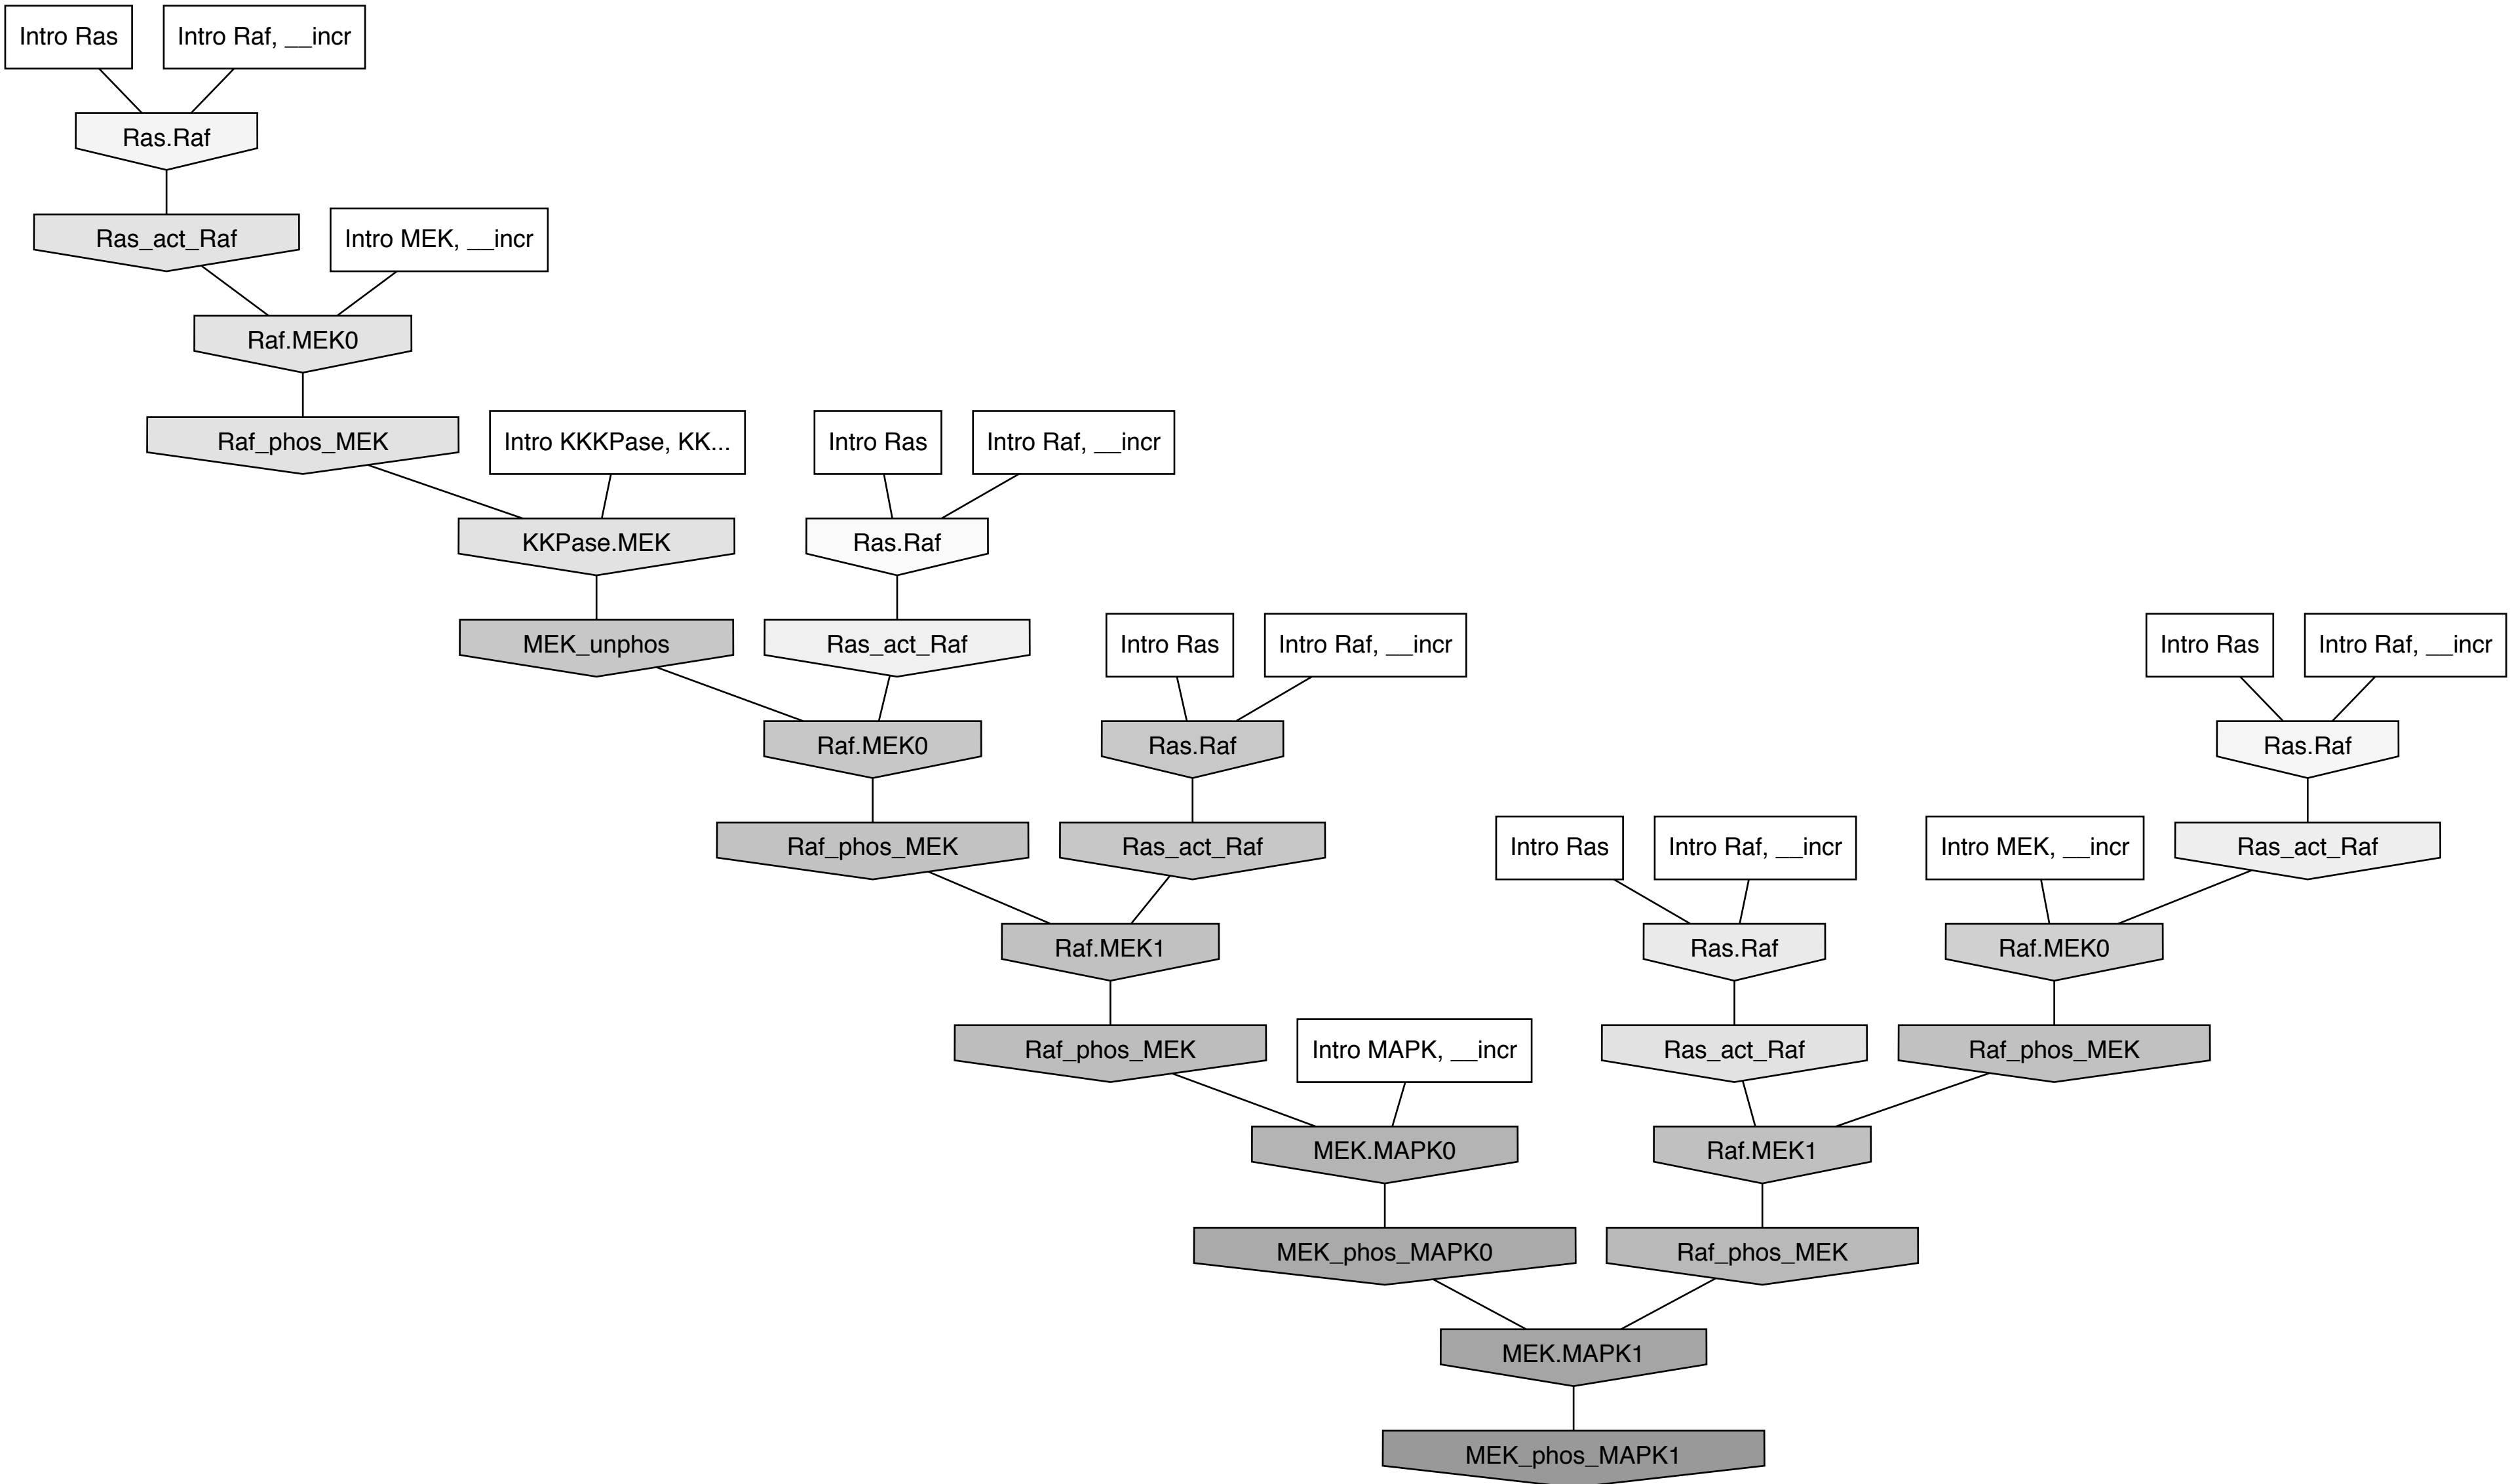 Intro Ras
Intro Raf, __incr
Ras.Raf
Ras_act_Raf
Intro MEK, __incr
Raf.MEK0
Raf_phos_MEK
Intro KKKPase, KK...
Intro Ras
Intro Raf, __incr
KKPase.MEK
Ras.Raf
MEK_unphos
Ras_act_Raf
Intro Ras
Intro Raf, __incr
Intro Ras
Intro Raf, __incr
Raf.MEK0
Ras.Raf
Ras.Raf
Raf_phos_MEK
Ras_act_Raf
Intro Ras
Intro Raf, __incr
Intro MEK, __incr
Ras_act_Raf
Raf.MEK1
Ras.Raf
Raf.MEK0
Raf_phos_MEK
Intro MAPK, __incr
Ras_act_Raf
Raf_phos_MEK
MEK.MAPK0
Raf.MEK1
MEK_phos_MAPK0
Raf_phos_MEK
MEK.MAPK1
MEK_phos_MAPK1